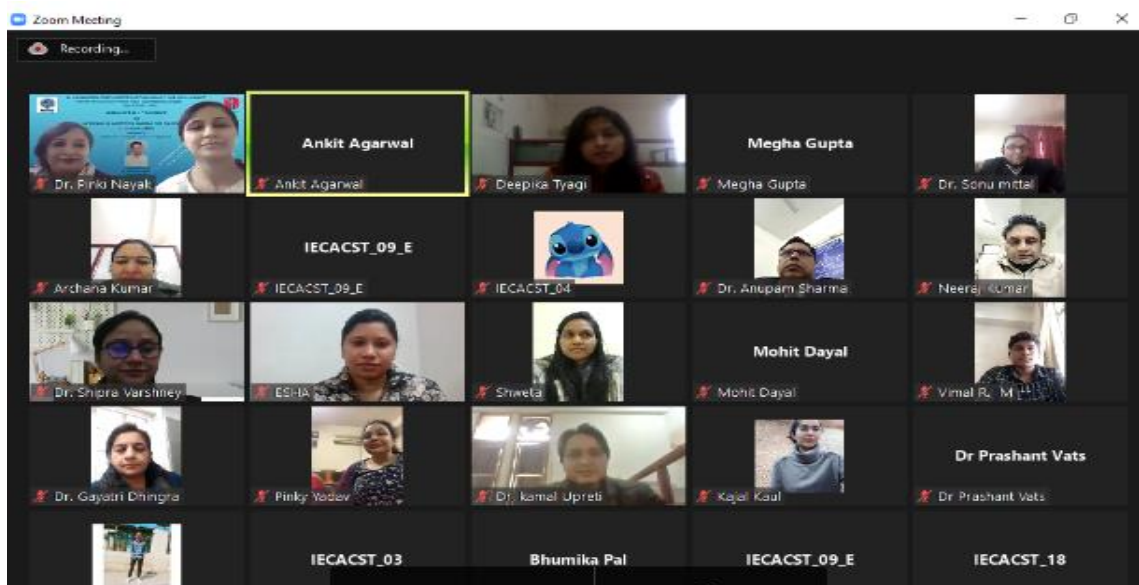 Zoom Meeting
Recording...
Dr. Pinki Nayak
Ankit Agarwal
Ankit Agarwal
Deepika Tyagi
Megha Gupta
Megha Gupta
Dr. Sonu mittal
Archana Kumar
IECACST_09_E
IECACST_09_E
IECACST_04
Dr. Anupam Sharma
Neeraj Kumar
Dr. Shipra Varshney
ESHA
Shweta
Mohit Dayal
Mohit Dayal
Vimal R. M
Dr. Gayatri Dhingra
Pinky Yadav
Dr. kamal Upreti
Kajal Kaul
Dr Prashant Vats
Dr Prashant Vats
IECACST_03
Bhumika Pal
IECACST_09_E
IECACST_18